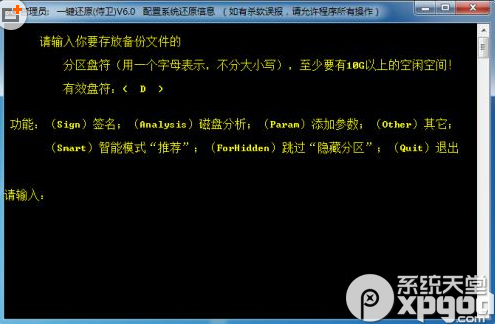 管理员: 一键还原(侍卫)V6.0 配置系统还原信息 (如有杀软误报，请允许程序所有操作)
请输入你要存放备份文件的
分区盘符（用一个字母表示，不分大小写），至少要有10G以上的空闲空间！
有效盘符：( D )
功能：（Sign）签名；（Analysis）磁盘分析；（Param）添加参数；（Other）其它；
（Smart）智能模式“推荐”；（ForHidden）跳过“隐藏分区”；（Quit）退出
请输入：
系统天堂
xpgod
.com